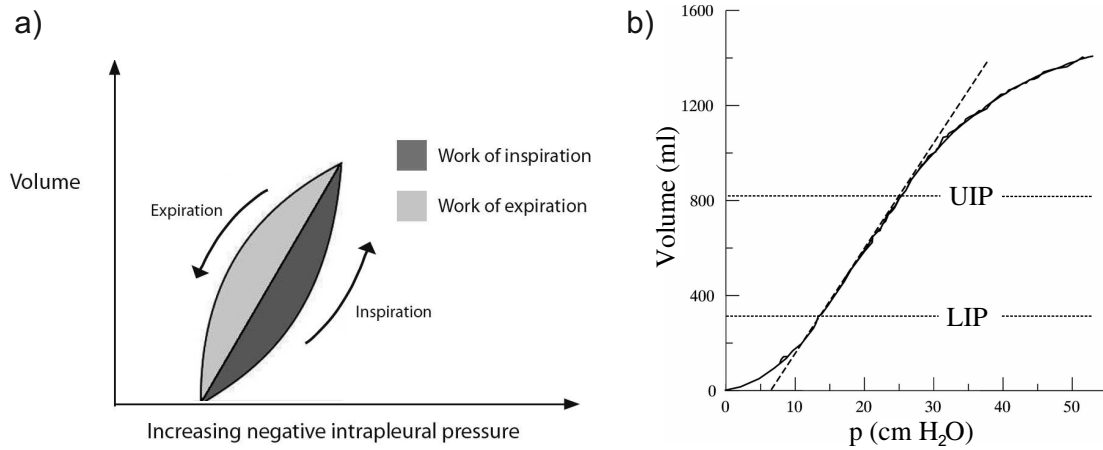 a)
Volume
Expiration
Inspiration
Work of inspiration
Work of expiration
Increasing negative intrapleural pressure
b)
Volume (ml)
1600
1200
800
400
0
UIP
LIP
0 10 20 30 40 50
p (cm H₂O)